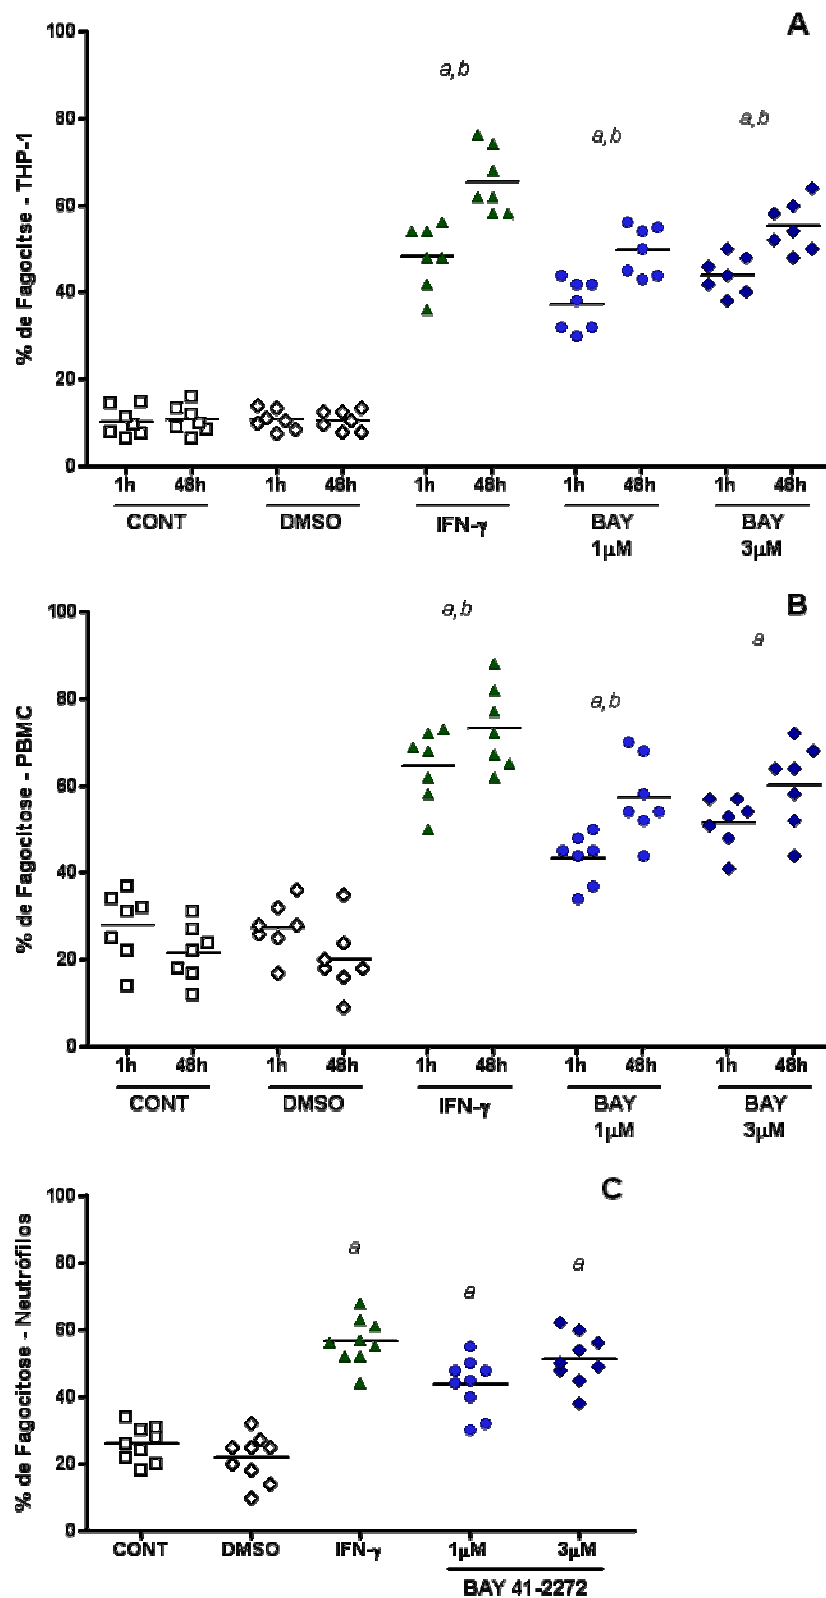 A
% de Fagocitse - THP-1
100
80
60
40
20
0
a,b
a,b
a,b
1h 48h 1h 48h 1h 48h 1h 48h 1h 48h
CONT DMSO IFN-γ BAY BAY
1μM 3μM
B
% de Fagocitose - PBMC
100
80
60
40
20
0
a,b
a
a,b
1h 48h 1h 48h 1h 48h 1h 48h 1h 48h
CONT DMSO IFN-γ BAY BAY
1μM 3μM
C
% de Fagocitose - Neutrófilos
100
80
60
40
20
0
a
a
a
CONT DMSO IFN-γ 1μM 3μM
BAY 41-2272